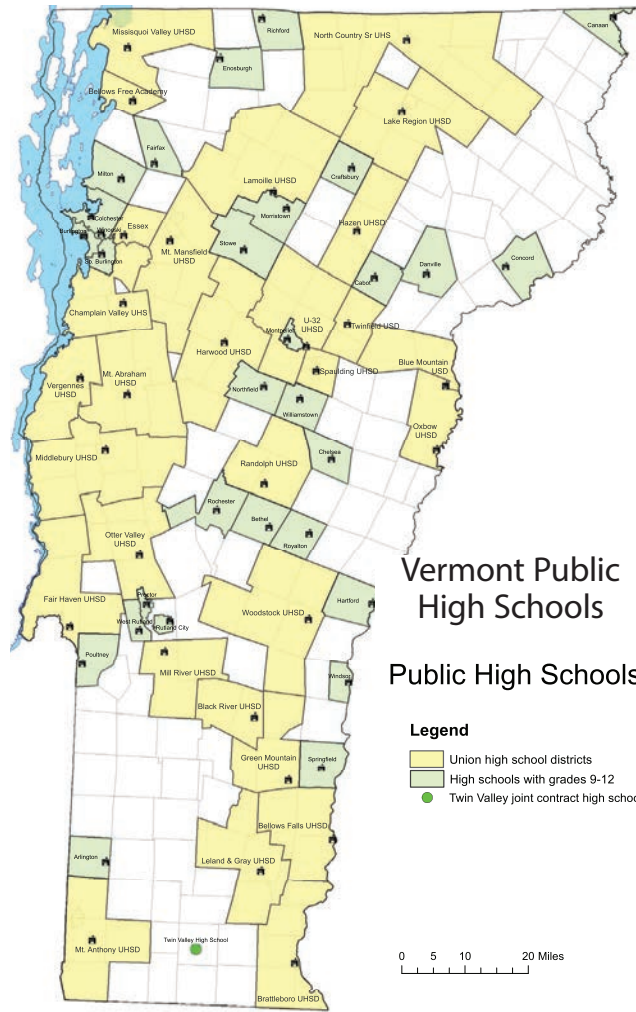 Missisquoi Valley UHSD
Richford
North Country Sr UHS
Canaan
Enosburgh
Bellows Free Academy
Lake Region UHSD
Fairfax
Milton
Craftsbury
Lamoille UHSD
Morristown
Colchester
Essex
Hazen UHSD
Burlington
Winooski
Stowe
Mt. Mansfield
UHSD
So. Burlington
Danville
Concord
Cabot
Champlain Valley UHS
U-32
UHSD
Twinfield USD
Montpelier
Harwood UHSD
Blue Mountain
USD
Spaulding UHSD
Mt. Abraham
UHSD
Vergennes
UHSD
Northfield
Williamstown
Oxbow
UHSD
Middlebury UHSD
Chelsea
Randolph UHSD
Rochester
Bethel
Royalton
Otter Valley
UHSD
Vermont Public
High Schools
Proctor
Fair Haven UHSD
Hartford
Woodstock UHSD
West Rutland
Rutland City
Poultney
Mill River UHSD
Windsor
Public High Schools
Black River UHSD
Legend
Union high school districts
High schools with grades 9-12
Twin Valley joint contract high schoo
Green Mountain
UHSD
Springfield
Bellows Falls UHSD
Arlington
Leland & Gray UHSD
Twin Valley High School
Mt. Anthony UHSD
0 5 10 20 Miles
Brattleboro UHSD